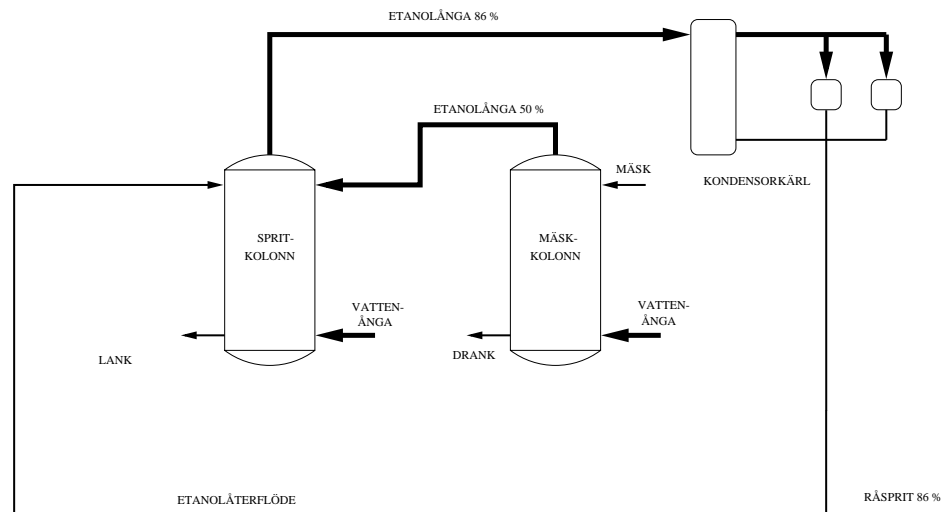 ETANOLÅNGA 86 %
ETANOLÅNGA 50 %
MÄSK
KONDENSORKÄRL
SPRIT-
KOLONN
MÄSK-
KOLONN
VATTEN-
ÅNGA
VATTEN-
ÅNGA
LANK
DRANK
ETANOLÅTERFLÖDE
RÅSPRIT 86 %